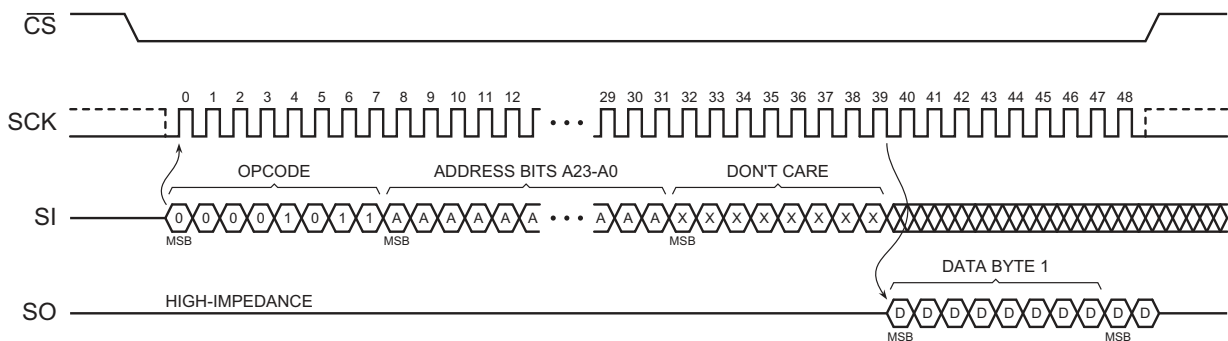 CS
SCK
0 1 2 3 4 5 6 7 8 9 10 11 12 29 30 31 32 33 34 35 36 37 38 39 40 41 42 43 44 45 46 47 48
OPCODE ADDRESS BITS A23-A0 DON'T CARE
SI
0 0 0 0 1 0 1 1 A A A A A A A A A X X X X X X X X
MSB MSB MSB
DATA BYTE 1
HIGH-IMPEDANCE
SO
D D D D D D D D D D
MSB MSB